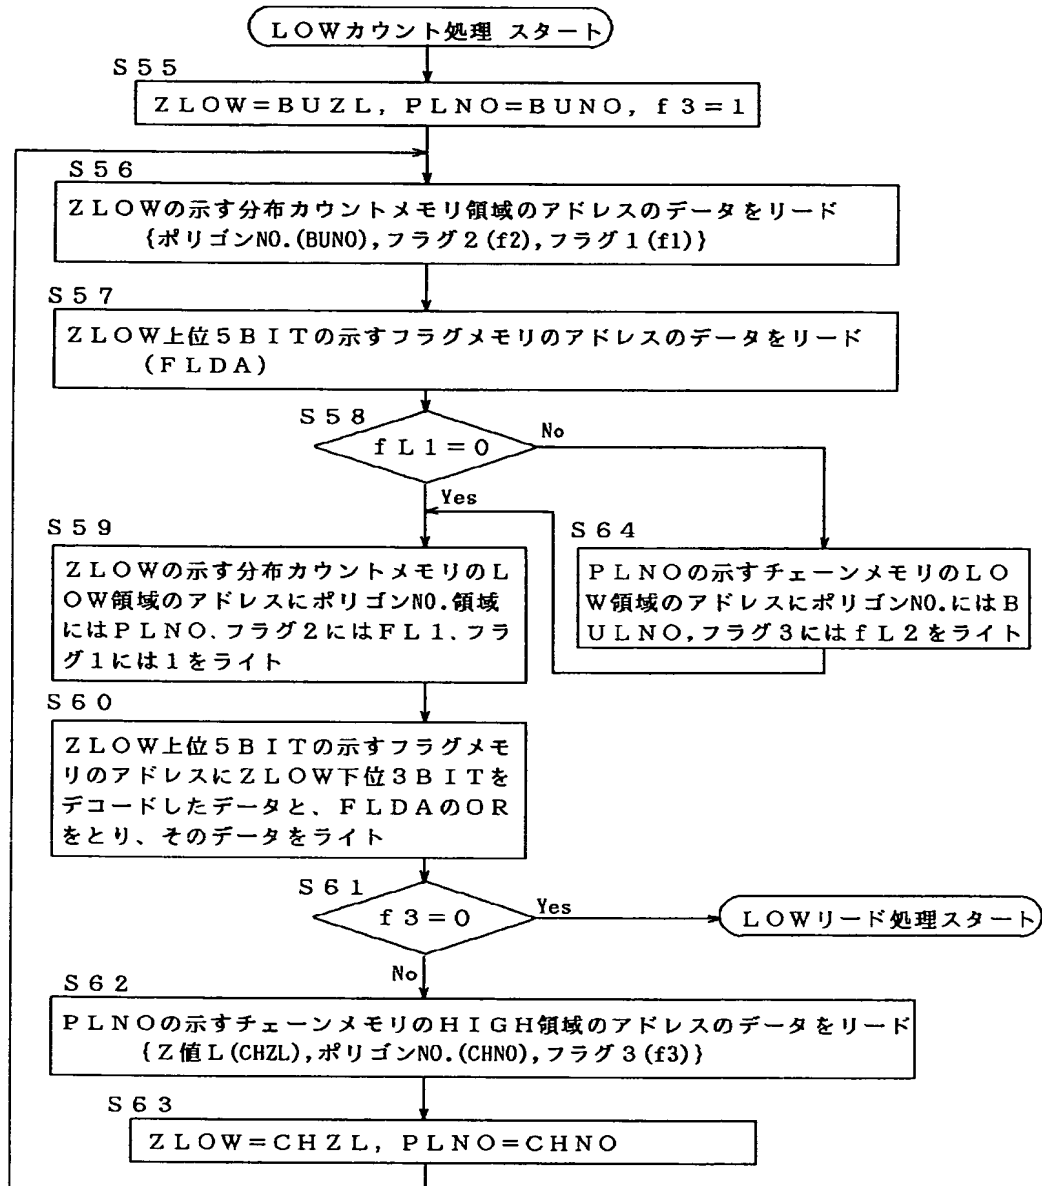 LOWカウント処理 スタート
S55
ZLOW=BUZL, PLNO=BUNO, f3=1
S56
ZLOWの示す分布カウントメモリ領域のアドレスのデータをリード
{ポリゴンNO.(BUNO),フラグ2(f2),フラグ1(f1)}
S57
ZLOW上位5BITの示すフラグメモリのアドレスのデータをリード
(FLDA)
S58
fL1=0
No
Yes
S59
ZLOWの示す分布カウントメモリのL
OW領域のアドレスにポリゴンNO.領域
にはPLNO、フラグ2にはFL1、フラ
グ1には1をライト
S64
PLNOの示すチェーンメモリのLO
W領域のアドレスにポリゴンNO.にはB
ULNO,フラグ3にはfL2をライト
S60
ZLOW上位5BITの示すフラグメモ
リのアドレスにZLOW下位3BITを
デコードしたデータと、FLDAのOR
をとり、そのデータをライト
S61
f3=0
Yes
LOWリード処理スタート
No
S62
PLNOの示すチェーンメモリのHIGH領域のアドレスのデータをリード
{Z値L(CHZL),ポリゴンNO.(CHNO),フラグ3(f3)}
S63
ZLOW=CHZL, PLNO=CHNO